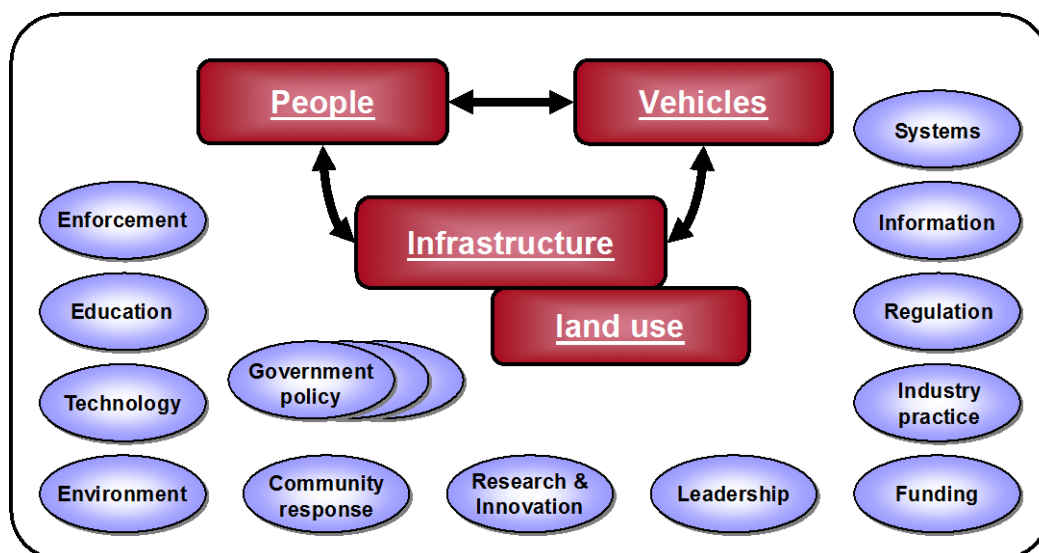 People
Vehicles
Systems
Infrastructure
Enforcement
Information
land use
Education
Regulation
Government
policy
Technology
Industry
practice
Environment
Community
response
Research &
Innovation
Leadership
Funding